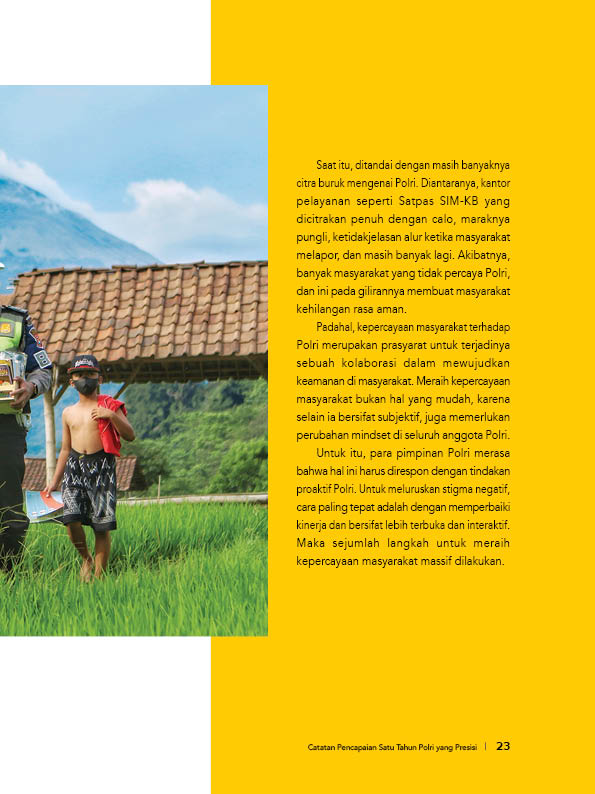 Saat itu, ditandai dengan masih banyaknya
citra buruk mengenai Polri. Diantaranya, kantor
pelayanan seperti Satpas SIM-KB yang
dicitrakan penuh dengan calo, maraknya
pungli, ketidakjelasan alur ketika masyarakat
melapor, dan masih banyak lagi. Akibatnya,
banyak masyarakat yang tidak percaya Polri,
dan ini pada gilirannya membuat masyarakat
kehilangan rasa aman.
Padahal, kepercayaan masyarakat terhadap
Polri merupakan prasyarat untuk terjadinya
sebuah kolaborasi dalam mewujudkan
keamanan di masyarakat. Meraih kepercayaan
masyarakat bukan hal yang mudah, karena
selain ia bersifat subjektif, juga memerlukan
perubahan mindset di seluruh anggota Polri.
Untuk itu, para pimpinan Polri merasa
bahwa hal ini harus direspon dengan tindakan
proaktif Polri. Untuk meluruskan stigma negatif,
cara paling tepat adalah dengan memperbaiki
kinerja dan bersifat lebih terbuka dan interaktif.
Maka sejumlah langkah untuk meraih
kepercayaan masyarakat massif dilakukan.
Catatan Pencapaian Satu Tahun Polri yang Presisi | 23